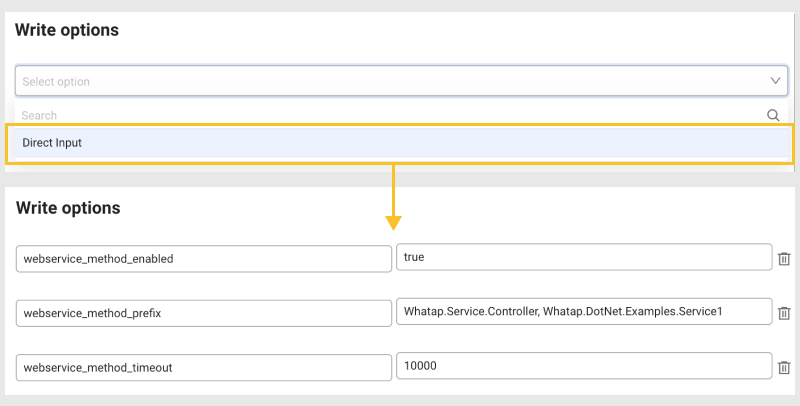 Write options
Select option
Search
Direct Input
Write options
webservice_method_enabled true
webservice_method_prefix Whatap.Service.Controller, Whatap.DotNet.Examples.Service1
webservice_method_timeout 10000